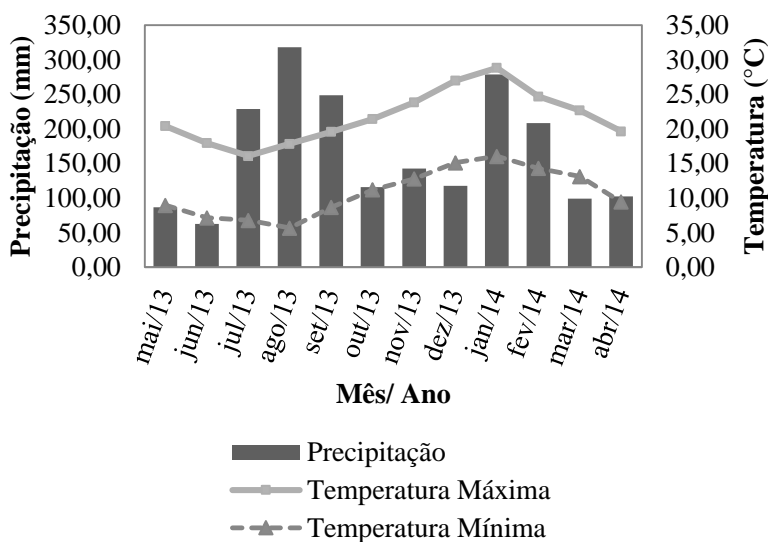 Precipitação (mm)
350,00
300,00
250,00
200,00
150,00
100,00
50,00
0,00
35,00
30,00
25,00
20,00
15,00
10,00
5,00
0,00
Temperatura (°C)
mai/13
jun/13
jul/13
ago/13
set/13
out/13
nov/13
dez/13
jan/14
fev/14
mar/14
abr/14
Mês/ Ano
Precipitação
Temperatura Máxima
Temperatura Mínima